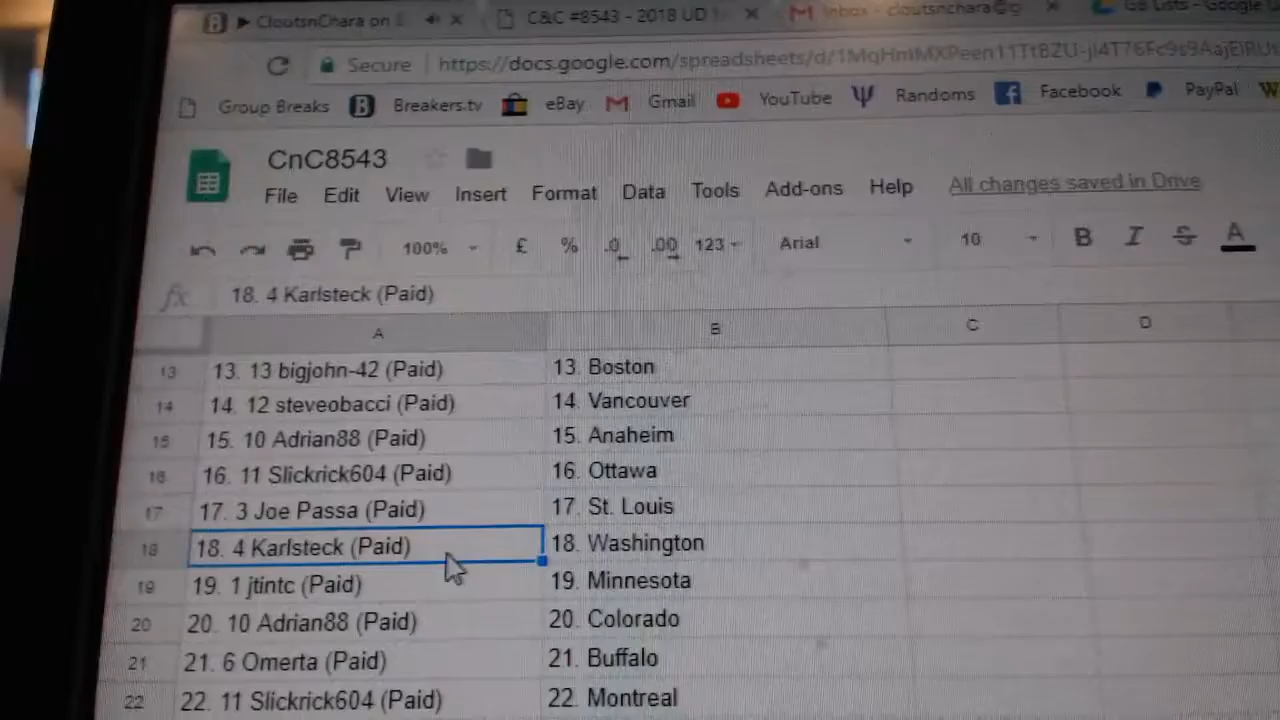 CloutsnChara on
C&C #8543 - 2018 UD
Inbox - cloutsnchara@g
GB Lists - Google
Secure
Group Breaks
Breakers.tv
eBay
Gmail
YouTube
Randoms
Facebook
PayPal
CnC8543
File Edit View Insert Format Data Tools Add-ons Help All changes saved in Drive
100% £ % .0 .00 123 Arial 10 B I S A
fx 18. 4 Karlsteck (Paid)
A B C D
13 13. 13 bigjohn-42 (Paid) 13. Boston
14 14. 12 steveobacci (Paid) 14. Vancouver
15 15. 10 Adrian88 (Paid) 15. Anaheim
16 16. 11 Slickrick604 (Paid) 16. Ottawa
17 17. 3 Joe Passa (Paid) 17. St. Louis
18 18. 4 Karlsteck (Paid) 18. Washington
19 19. 1 jtintc (Paid) 19. Minnesota
20 20. 10 Adrian88 (Paid) 20. Colorado
21 21. 6 Omerta (Paid) 21. Buffalo
22 22. 11 Slickrick604 (Paid) 22. Montreal